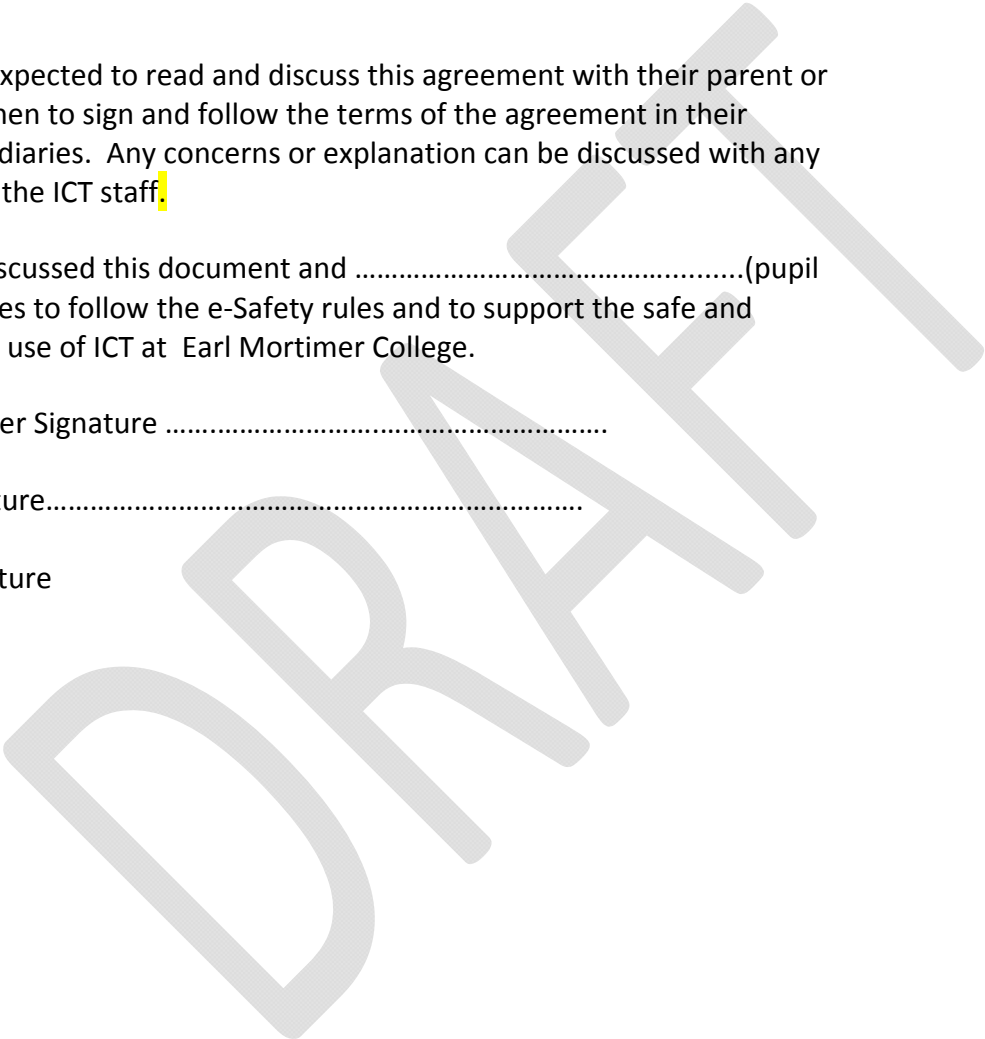 xpected to read and discuss this agreement with their parent or
hen to sign and follow the terms of the agreement in their
diaries.  Any concerns or explanation can be discussed with any
the ICT staff.
scussed this document and ……………………………………..........(pupil
es to follow the e-Safety rules and to support the safe and
use of ICT at  Earl Mortimer College.
er Signature …………………………………………………….
ture……………………………………………………………….
ture
DRAFT